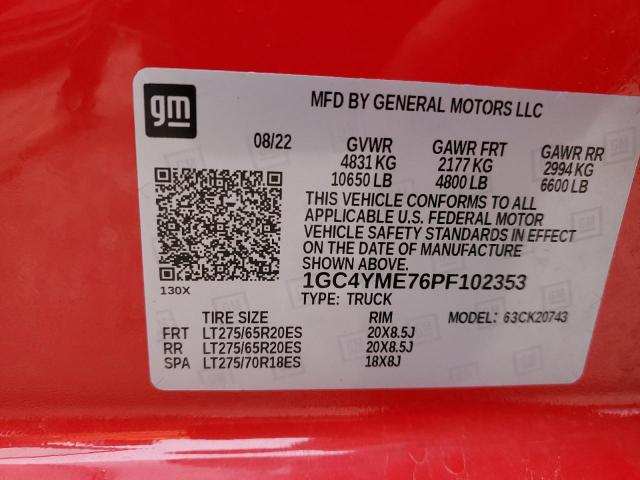 gm
MFD BY GENERAL MOTORS LLC
08/22 GVWR GAWR FRT GAWR RR
4831 KG 2177 KG 2994 KG
10650 LB 4800 LB 6600 LB
THIS VEHICLE CONFORMS TO ALL
APPLICABLE U.S. FEDERAL MOTOR
VEHICLE SAFETY STANDARDS IN EFFECT
ON THE DATE OF MANUFACTURE
SHOWN ABOVE.
130X
1GC4YME76PF102353
TYPE: TRUCK
TIRE SIZE RIM MODEL: 63CK20743
FRT LT275/65R20ES 20X8.5J
RR LT275/65R20ES 20X8.5J
SPA LT275/70R18ES 18X8J